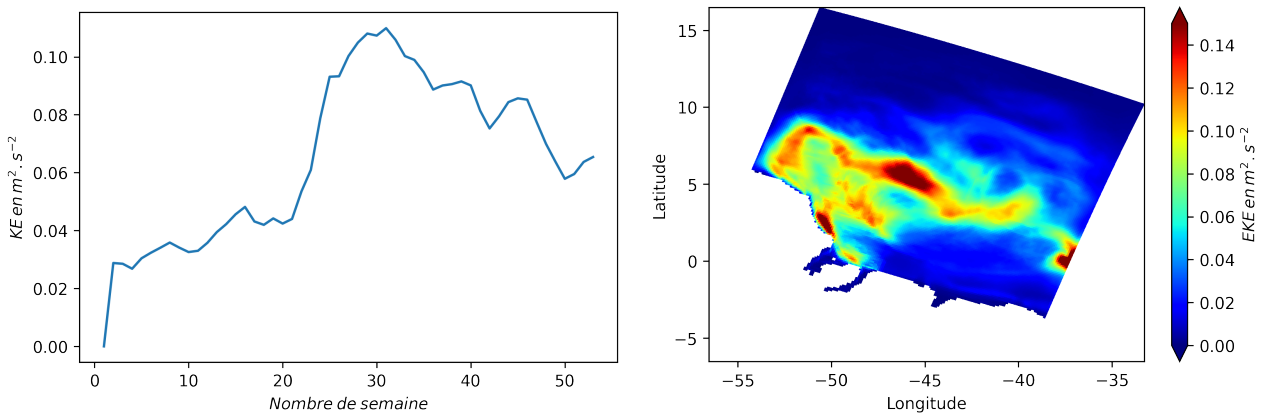 KE en m². s⁻²
0.10
0.08
0.06
0.04
0.02
0.00
0 10 20 30 40 50
Nombre de semaine
Latitude
15
10
5
0
−5
−55 −50 −45 −40 −35
Longitude
0.14
0.12
0.10
0.08
0.06
0.04
0.02
0.00
EKE en m². s⁻²